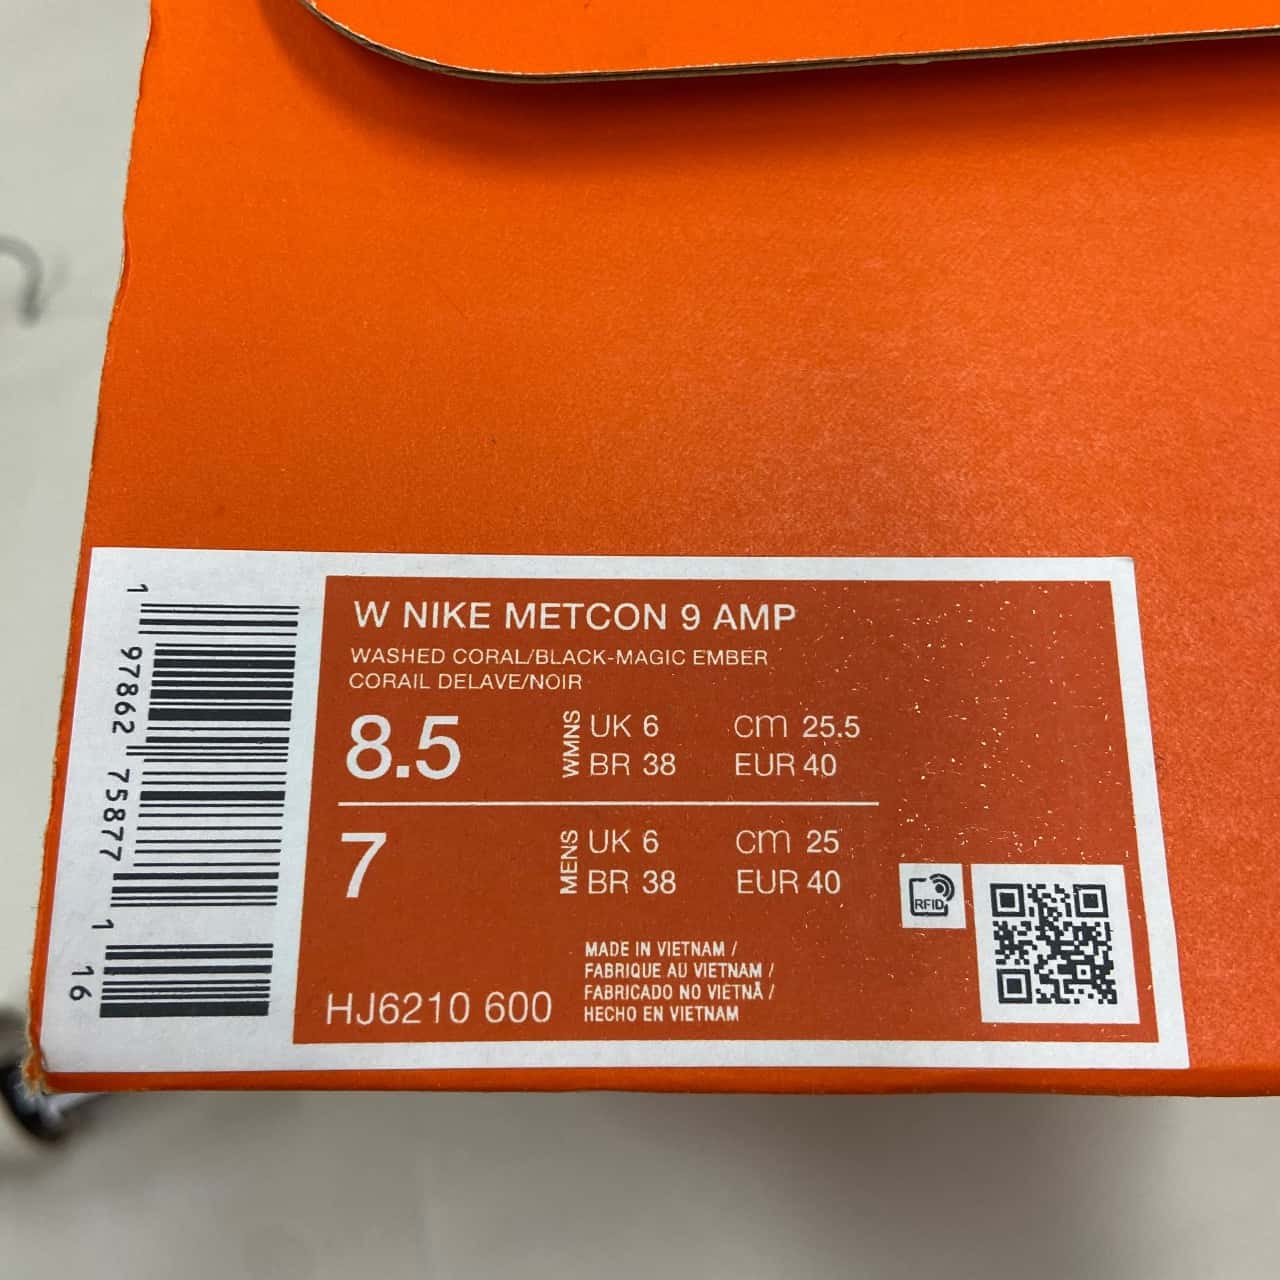 W NIKE METCON 9 AMP
WASHED CORAL/BLACK-MAGIC EMBER
CORAIL DELAVE/NOIR
8.5
WMNS
UK 6
cm 25.5
BR 38
EUR 40
7
MENS
UK 6
cm 25
BR 38
EUR 40
HJ6210 600
MADE IN VIETNAM /
FABRIQUE AU VIETNAM /
FABRICADO NO VIETNÃ /
HECHO EN VIETNAM
RFID
1 97862 75877 1 16